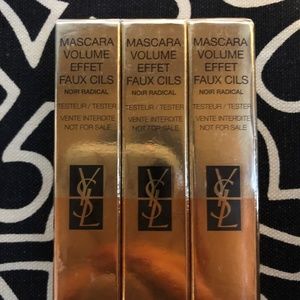 MASCARA
VOLUME
EFFET
FAUX CILS
NOIR RADICAL
TESTEUR/TESTER
VENTE INTERDITE
NOT FOR SALE
YSL
MASCARA
VOLUME
EFFET
FAUX CILS
NOIR RADICAL
TESTEUR/TESTER
VENTE INTERDITE
NOT FOR SALE
YSL
MASCARA
VOLUME
EFFET
FAUX CILS
NOIR RADICAL
TESTEUR/TESTER
VENTE INTERDITE
NOT FOR SALE
YSL